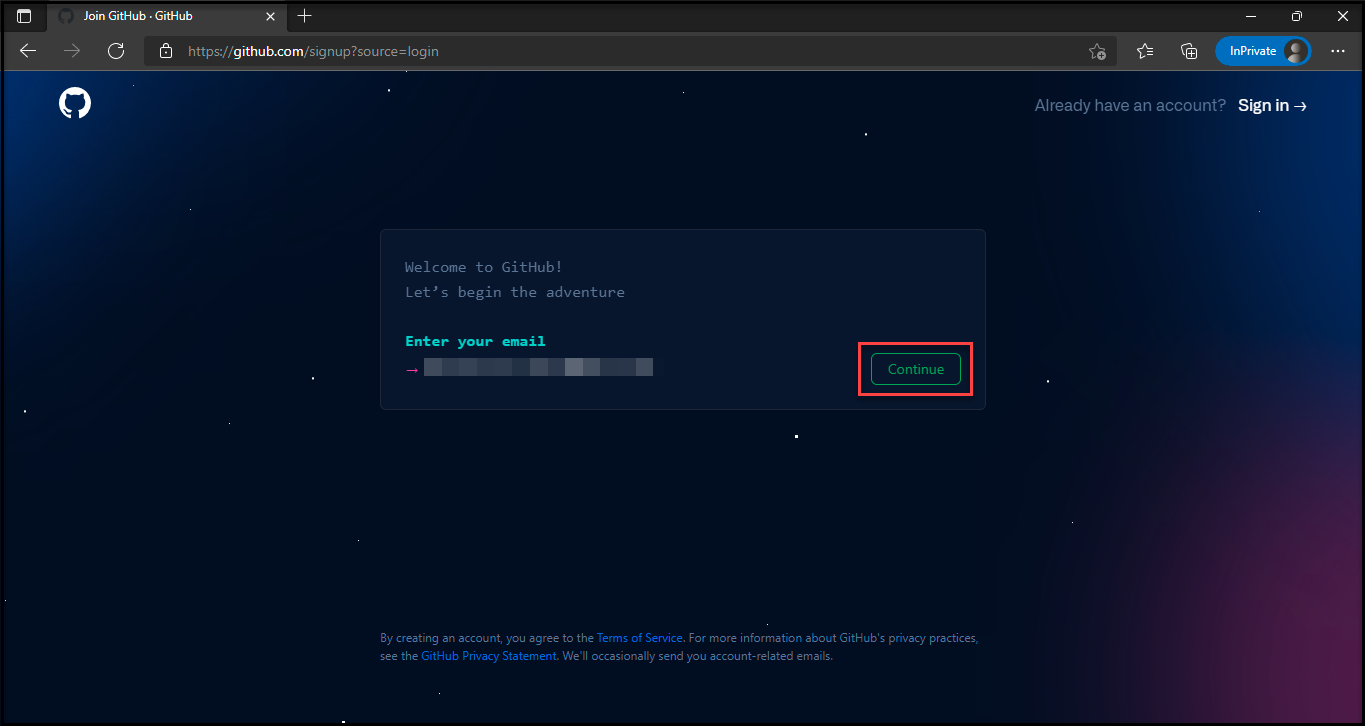 Join GitHub · GitHub
https://github.com/signup?source=login
InPrivate
Already have an account? Sign in →
Welcome to GitHub!
Let’s begin the adventure
Enter your email
→
Continue
By creating an account, you agree to the Terms of Service. For more information about GitHub's privacy practices,
see the GitHub Privacy Statement. We'll occasionally send you account-related emails.